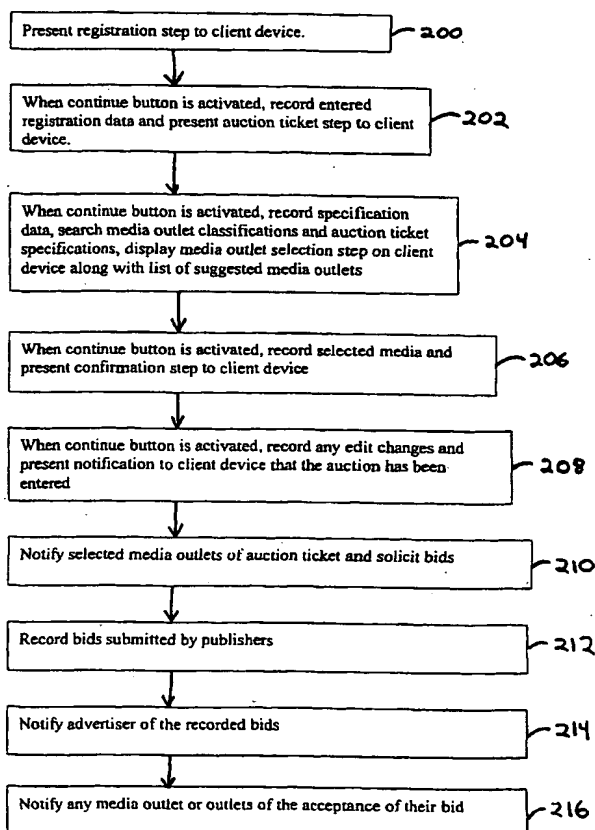 Present registration step to client device.
200
When continue button is activated, record entered
registration data and present auction ticket step to client
device.
202
When continue button is activated, record specification
data, search media outlet classifications and auction ticket
specifications, display media outlet selection step on client
device along with list of suggested media outlets
204
When continue button is activated, record selected media and
present confirmation step to client device
206
When continue button is activated, record any edit changes and
present notification to client device that the auction has been
entered
208
Notify selected media outlets of auction ticket and solicit bids
210
Record bids submitted by publishers
212
Notify advertiser of the recorded bids
214
Notify any media outlet or outlets of the acceptance of their bid
216